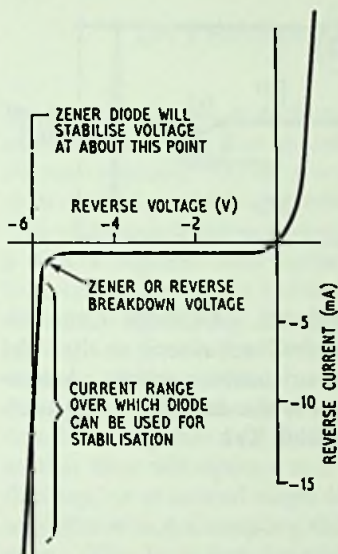 ZENER DIODE WILL
STABILISE VOLTAGE
AT ABOUT THIS POINT
REVERSE VOLTAGE (V)
-6
-4
-2
0
ZENER OR REVERSE
BREAKDOWN VOLTAGE
-5
CURRENT RANGE
OVER WHICH DIODE
CAN BE USED FOR
STABILISATION
-10
-15
REVERSE CURRENT (mA)